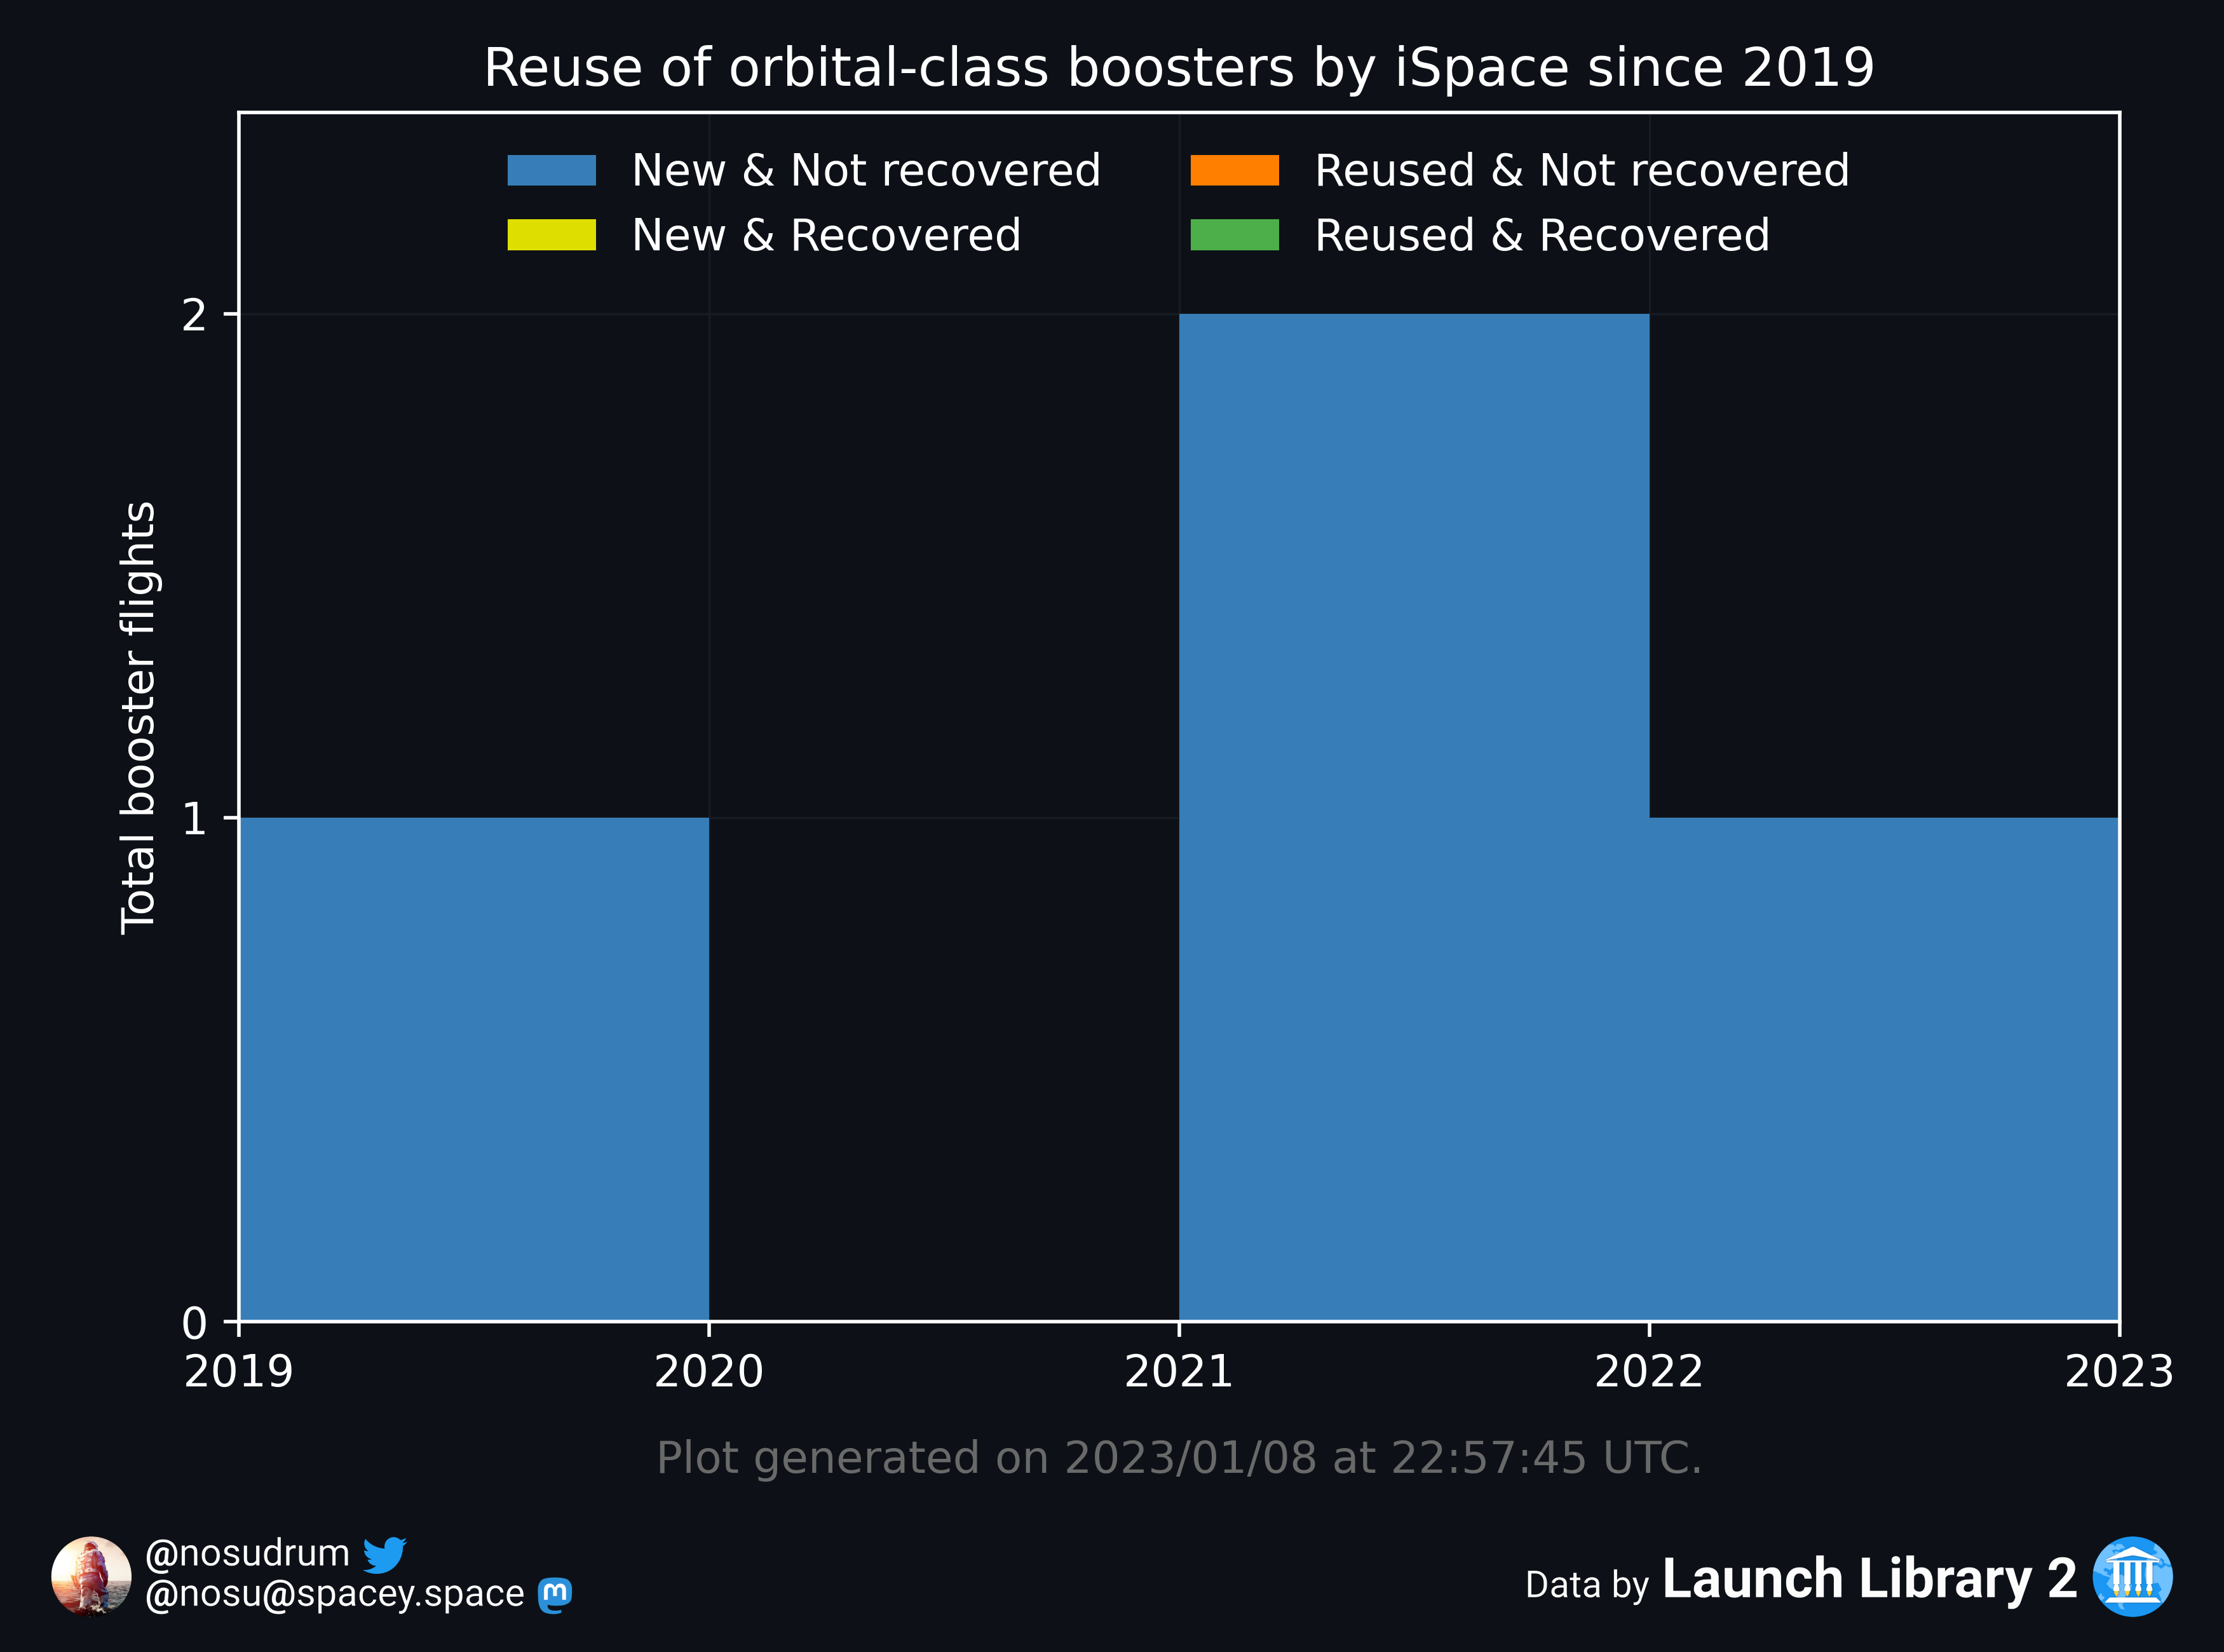 Reuse of orbital-class boosters by iSpace since 2019
New & Not recovered
Reused & Not recovered
New & Recovered
Reused & Recovered
Total booster flights
2
1
0
2019 2020 2021 2022 2023
Plot generated on 2023/01/08 at 22:57:45 UTC.
@nosudrum
@nosu@spacey.space
Data by Launch Library 2